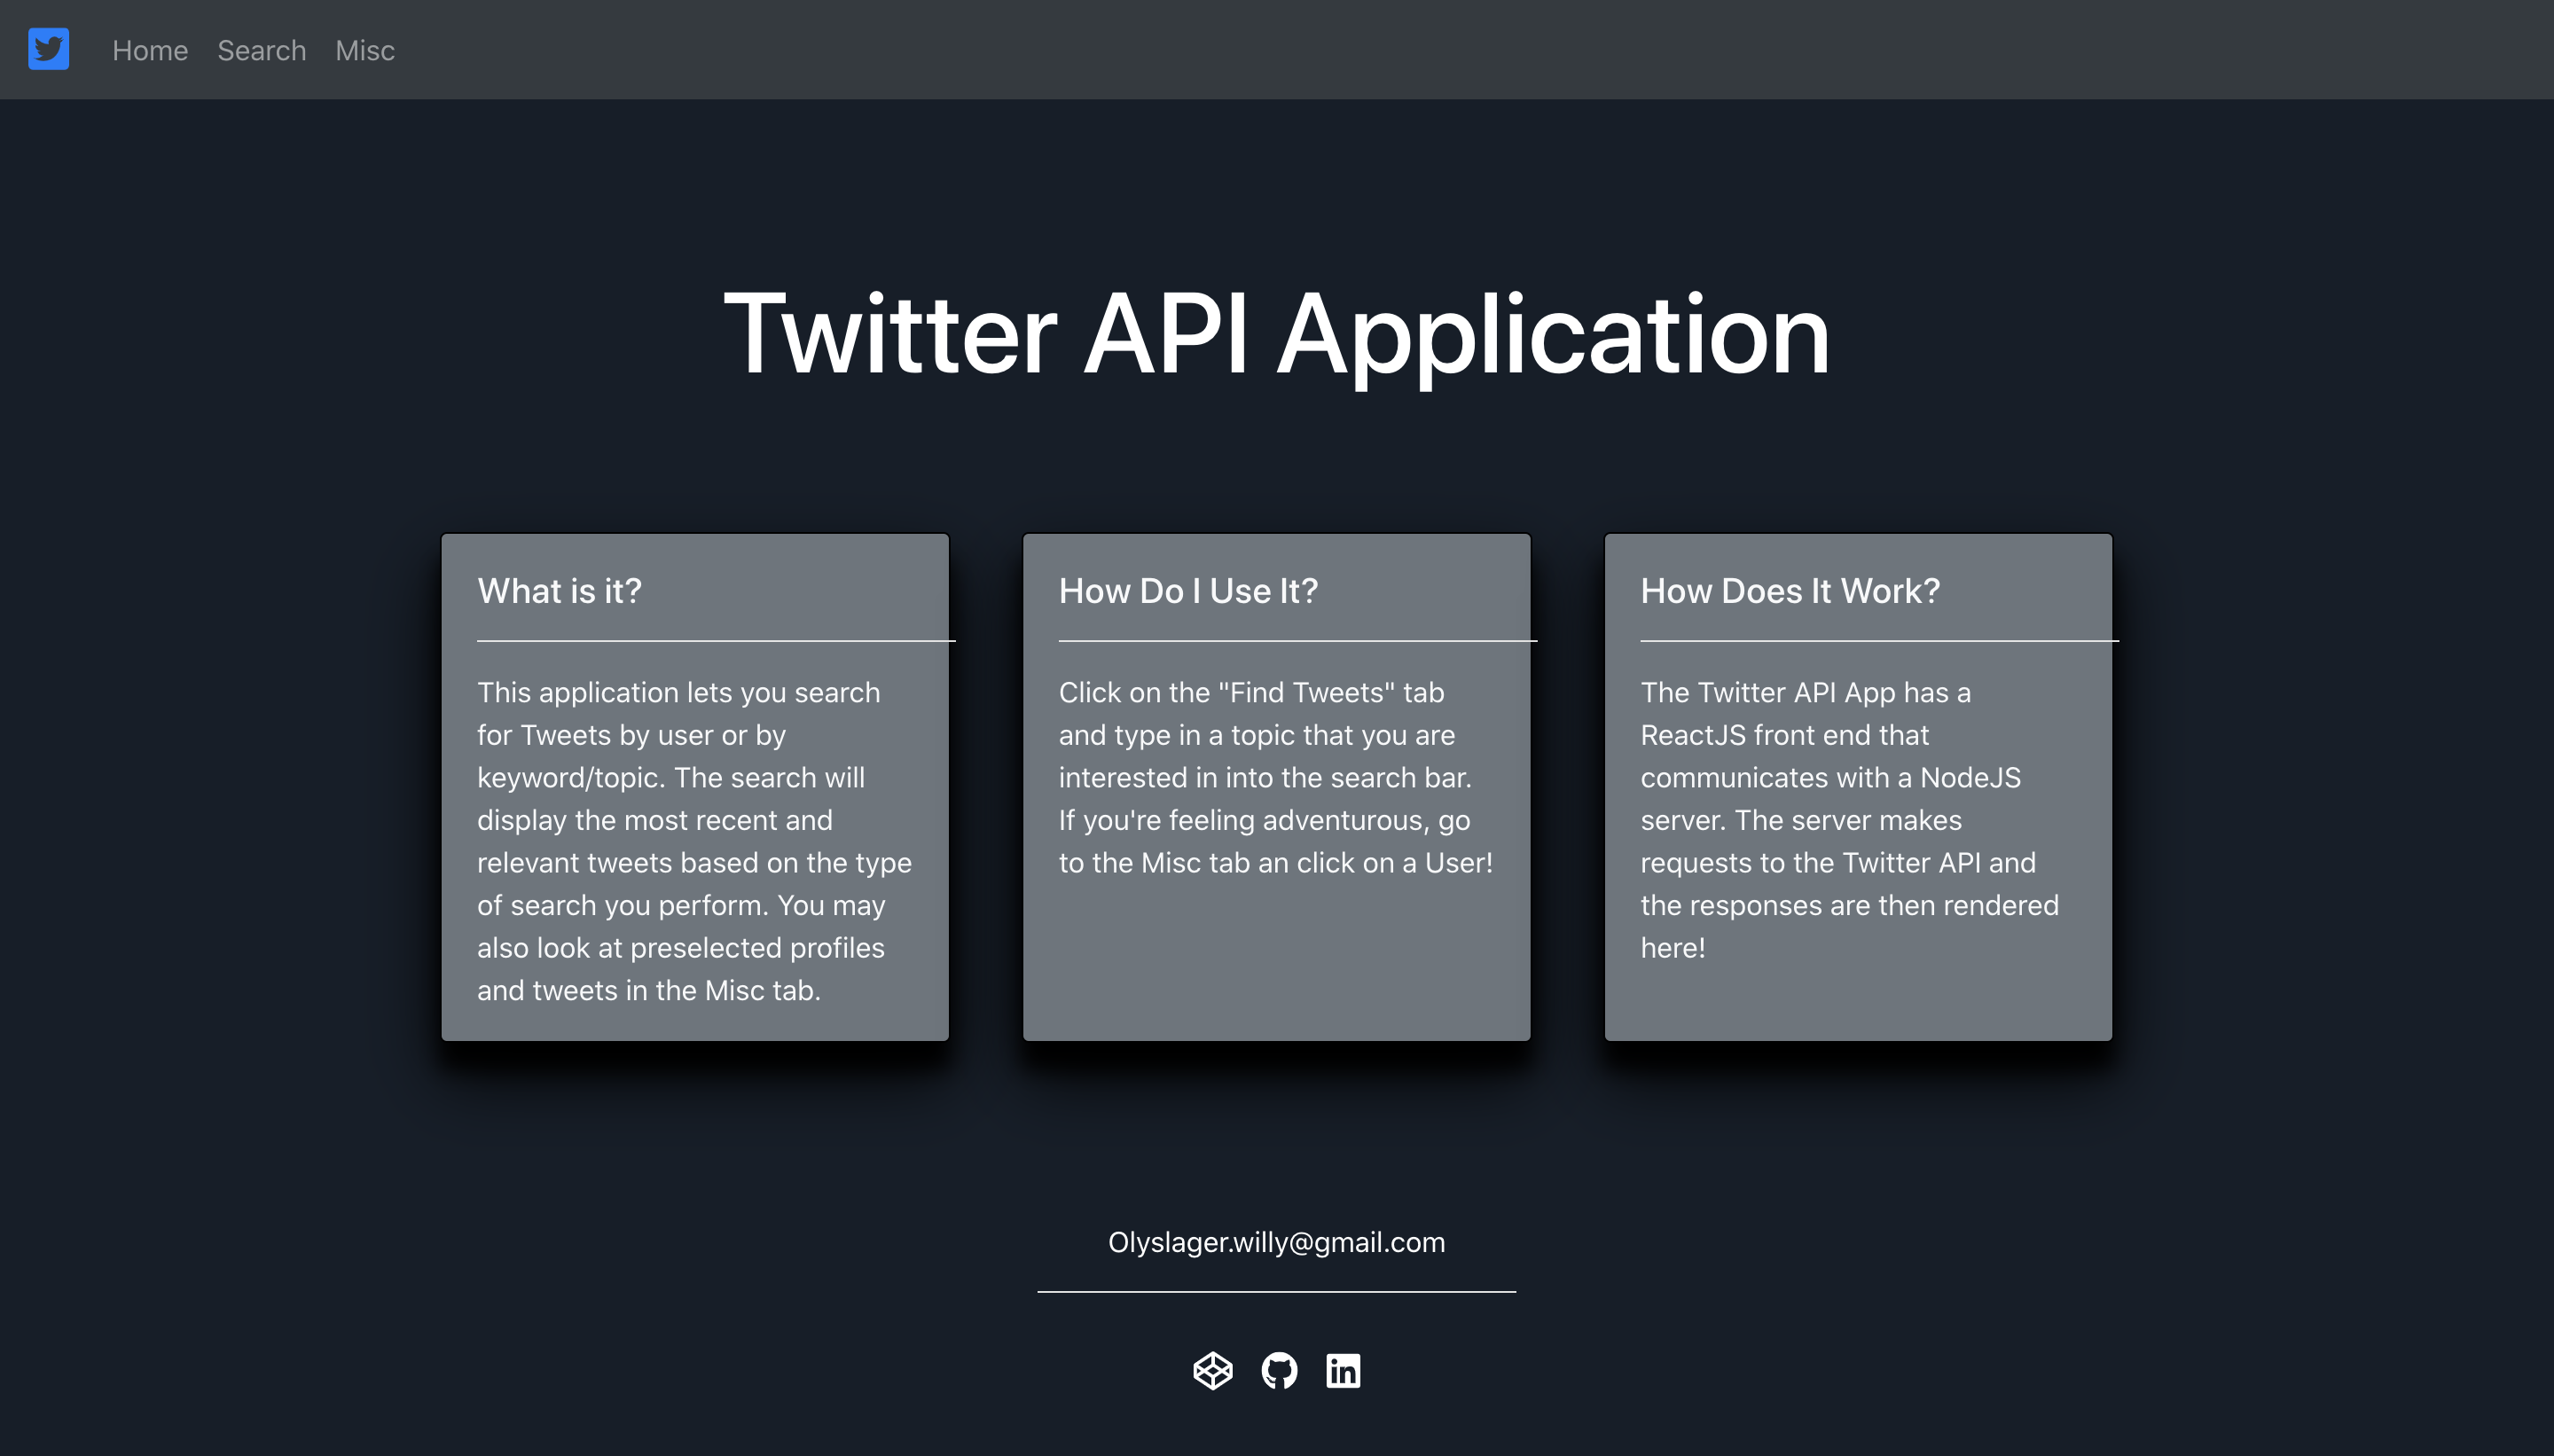 Home Search Misc
Twitter API Application
What is it?
This application lets you search
for Tweets by user or by
keyword/topic. The search will
display the most recent and
relevant tweets based on the type
of search you perform. You may
also look at preselected profiles
and tweets in the Misc tab.
How Do I Use It?
Click on the "Find Tweets" tab
and type in a topic that you are
interested in into the search bar.
If you're feeling adventurous, go
to the Misc tab an click on a User!
How Does It Work?
The Twitter API App has a
ReactJS front end that
communicates with a NodeJS
server. The server makes
requests to the Twitter API and
the responses are then rendered
here!
Olyslager.willy@gmail.com
in